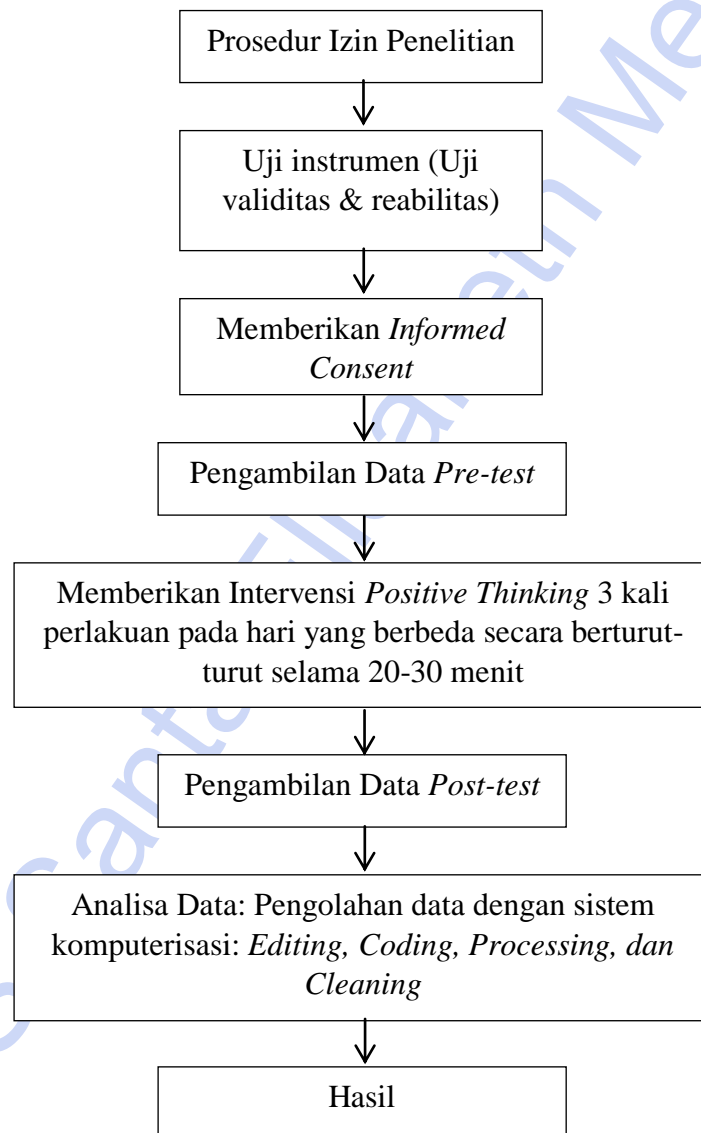 Prosedur Izin Penelitian
Uji instrumen (Uji
validitas & reabilitas)
Memberikan Informed
Consent
Pengambilan Data Pre-test
Memberikan Intervensi Positive Thinking 3 kali
perlakuan pada hari yang berbeda secara berturut-
turut selama 20-30 menit
Pengambilan Data Post-test
Analisa Data: Pengolahan data dengan sistem
komputerisasi: Editing, Coding, Processing, dan
Cleaning
Hasil